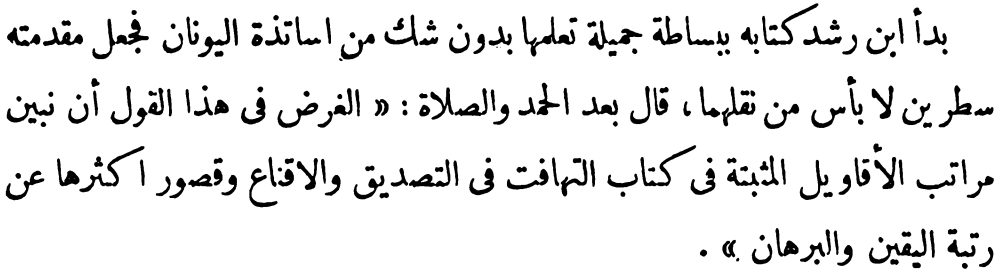 بدأ ابن رشد كتابه ببساطة جميلة تعلمها بدون شك من اساتذة اليونان فجعل مقدمته
سطرين لا بأس من نقلهما ، قال بعد الحمد والصلاة : « الغرض فى هذا القول أن نبين
مراتب الأقاويل المثبتة فى كتاب التهافت فى التصديق والاقناع وقصور اكثرها عن
رتبة اليقين والبرهان » .